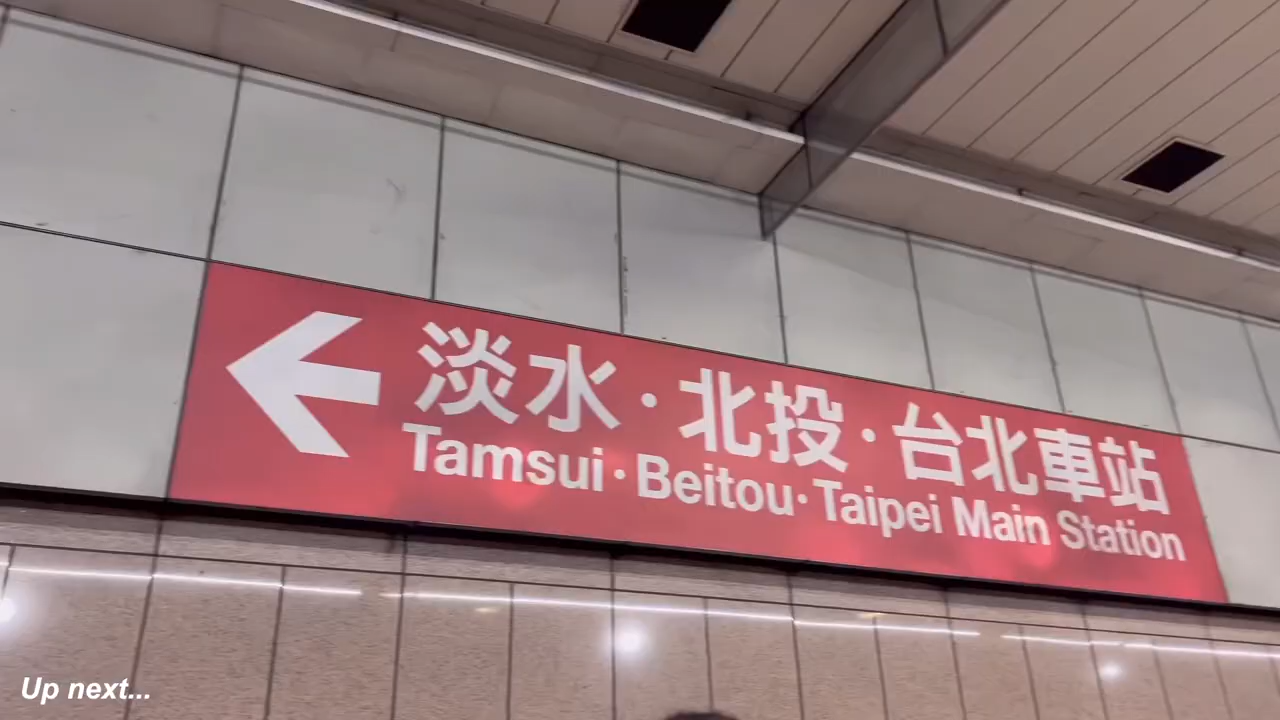 淡水·北投·台北車站
Tamsui·Beitou·Taipei Main Station
Up next...